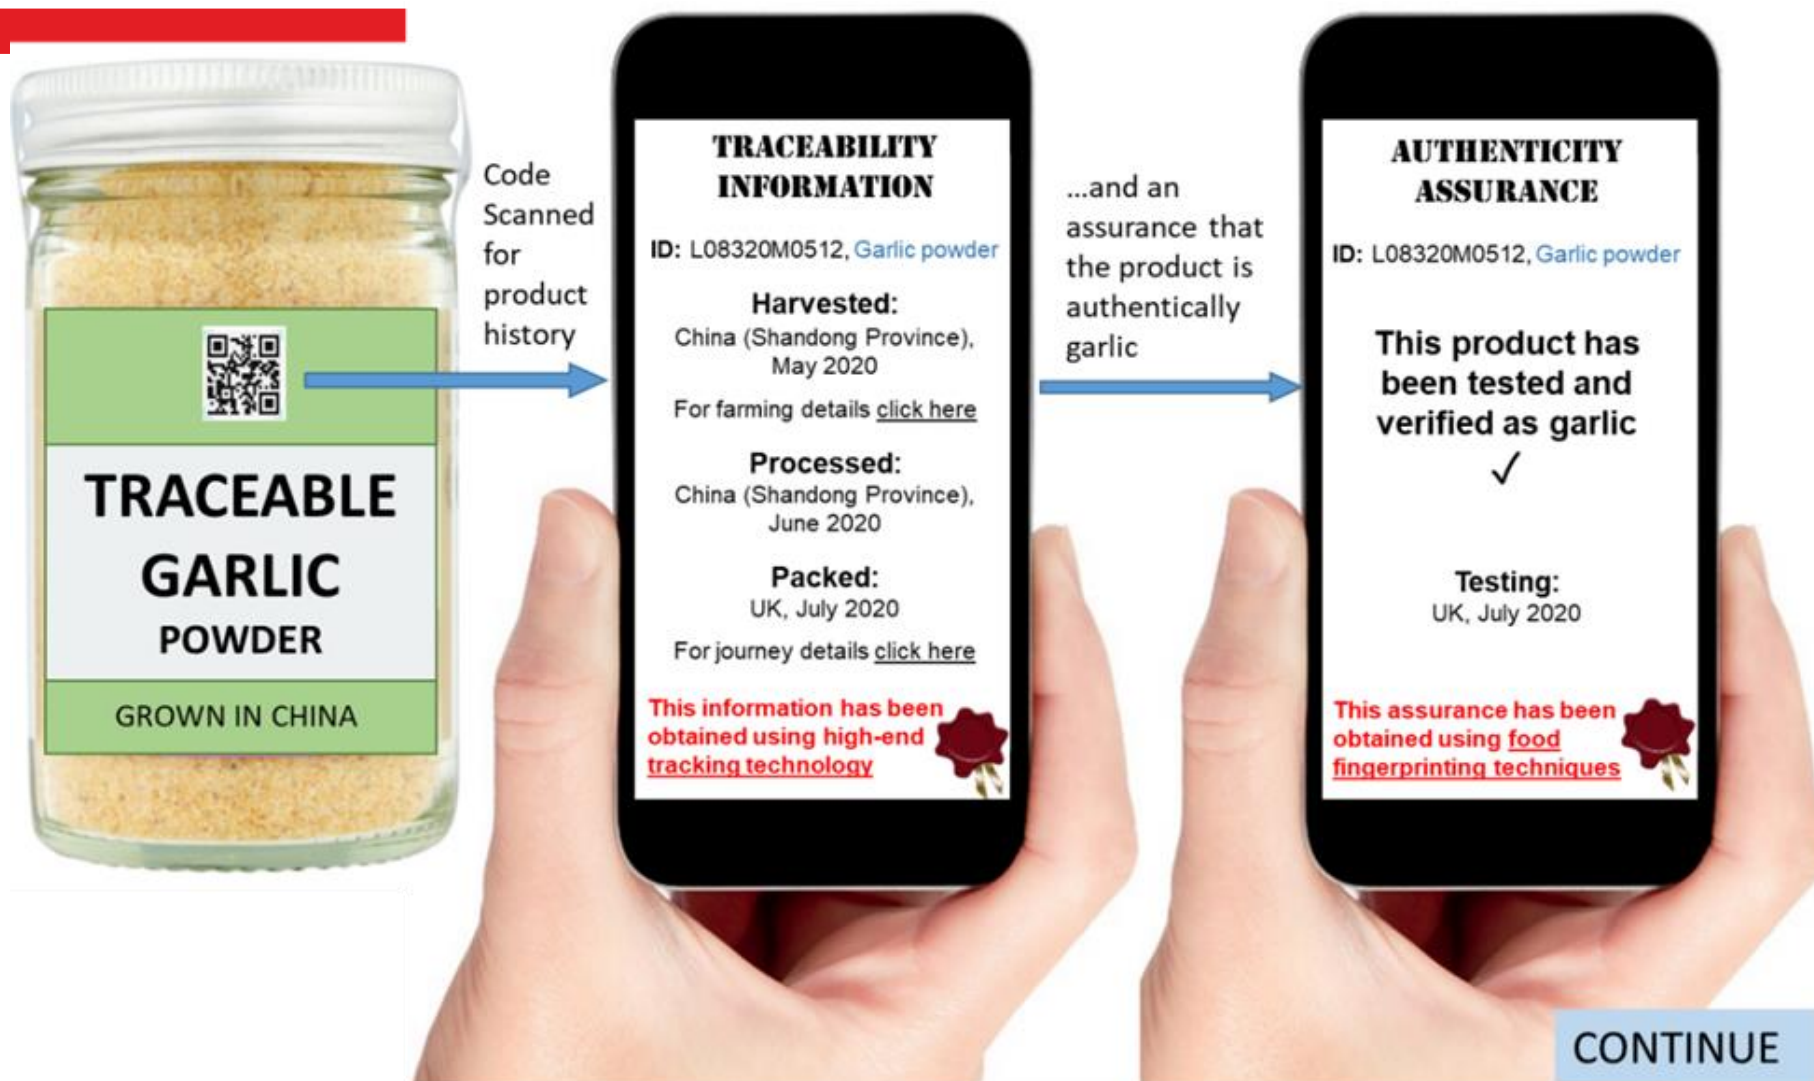 TRACEABLE
GARLIC
POWDER
GROWN IN CHINA
Code
Scanned
for
product
history
TRACEABILITY
INFORMATION
ID: L08320M0512, Garlic powder
Harvested:
China (Shandong Province),
May 2020
For farming details click here
Processed:
China (Shandong Province),
June 2020
Packed:
UK, July 2020
For journey details click here
This information has been
obtained using high-end
tracking technology
...and an
assurance that
the product is
authentically
garlic
AUTHENTICITY
ASSURANCE
ID: L08320M0512, Garlic powder
This product has
been tested and
verified as garlic
✓
Testing:
UK, July 2020
This assurance has been
obtained using food
fingerprinting techniques
CONTINUE